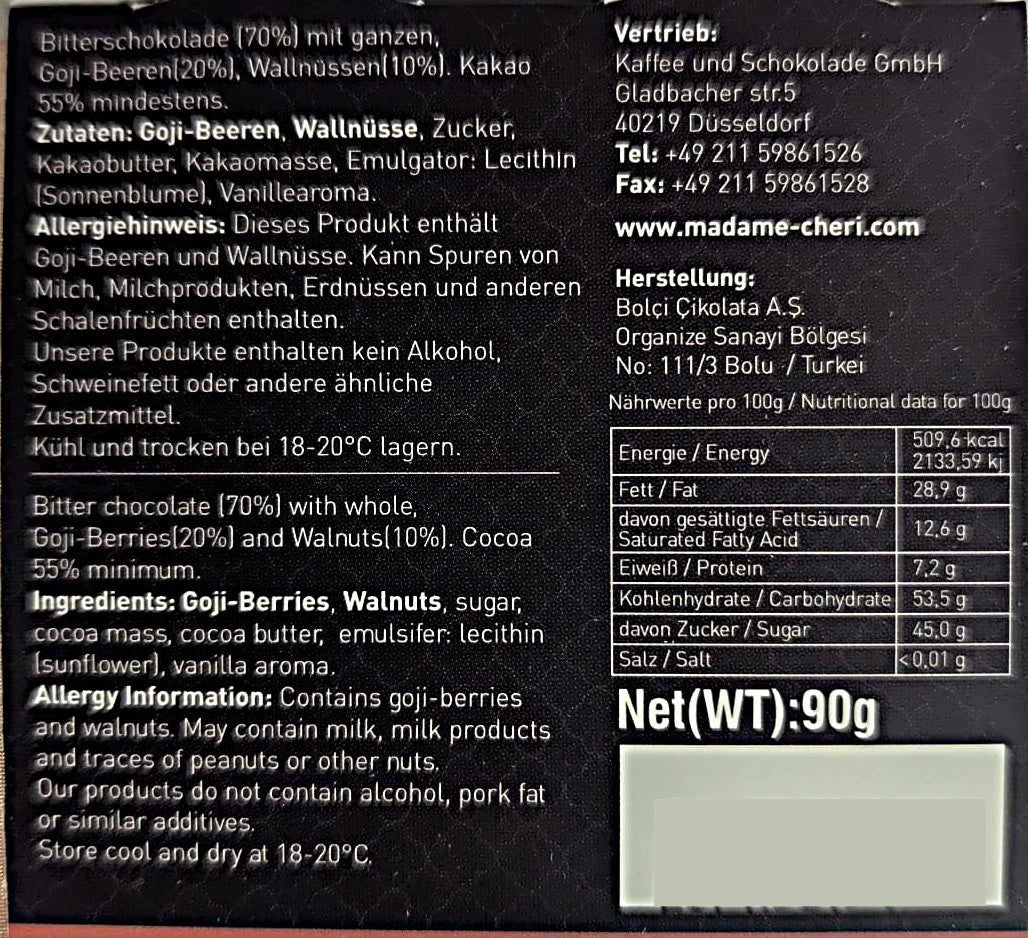 Bitterschokolade (70%) mit ganzen,
Goji-Beeren(20%), Wallnüssen(10%). Kakao
55% mindestens.
Zutaten: Goji-Beeren, Wallnüsse, Zucker,
Kakaobutter, Kakaomasse, Emulgator: Lecithin
(Sonnenblume), Vanillearoma.
Allergiehinweis: Dieses Produkt enthält
Goji-Beeren und Wallnüsse. Kann Spuren von
Milch, Milchprodukten, Erdnüssen und anderen
Schalenfrüchten enthalten.
Unsere Produkte enthalten kein Alkohol,
Schweinefett oder andere ähnliche
Zusatzmittel.
Kühl und trocken bei 18-20°C lagern.
Bitter chocolate (70%) with whole,
Goji-Berries(20%) and Walnuts(10%). Cocoa
55% minimum.
Ingredients: Goji-Berries, Walnuts, sugar,
cocoa mass, cocoa butter, emulsifer: lecithin
(sunflower), vanilla aroma.
Allergy Information: Contains goji-berries
and walnuts. May contain milk, milk products
and traces of peanuts or other nuts.
Our products do not contain alcohol, pork fat
or similar additives.
Store cool and dry at 18-20°C.
Vertrieb:
Kaffee und Schokolade GmbH
Gladbacher str.5
40219 Düsseldorf
Tel: +49 211 59861526
Fax: +49 211 59861528
www.madame-cheri.com
Herstellung:
Bolçi Çikolata A.Ş.
Organize Sanayi Bölgesi
No: 111/3 Bolu / Turkei
Nährwerte pro 100g / Nutritional data for 100g
Energie / Energy 509,6 kcal
2133,59 kj
Fett / Fat 28,9 g
davon gesättigte Fettsäuren /
Saturated Fatty Acid 12,6 g
Eiweiß / Protein 7,2 g
Kohlenhydrate / Carbohydrate 53,5 g
davon Zucker / Sugar 45,0 g
Salz / Salt <0,01 g
Net(WT):90g